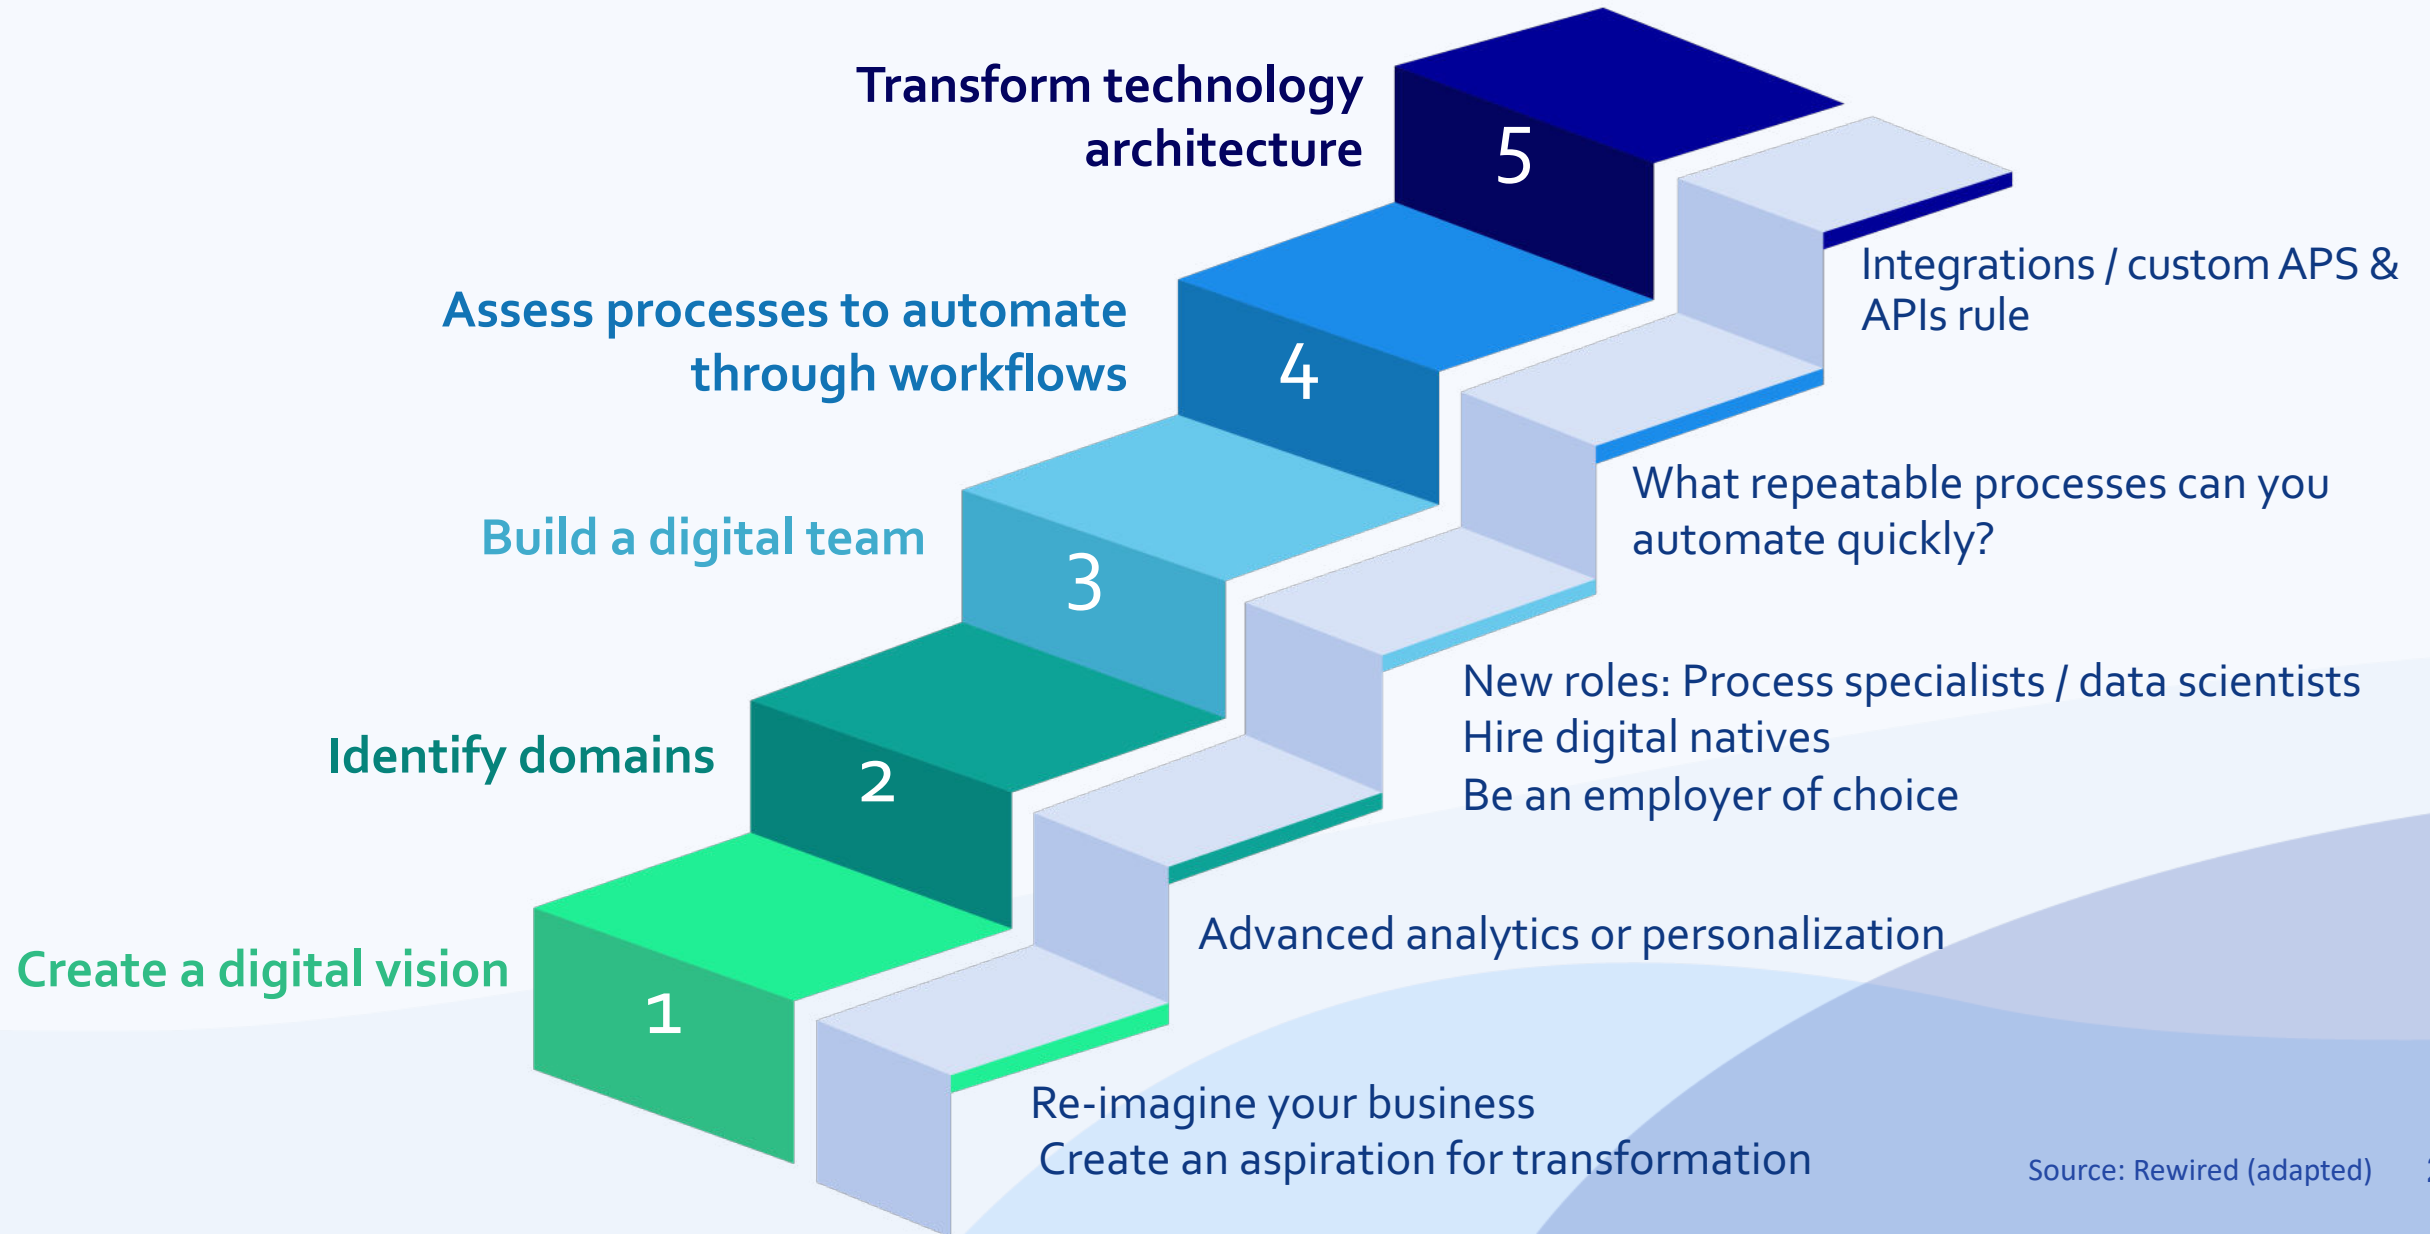 Transform technology
architecture
5
Integrations / custom APS &
APIs rule
Assess processes to automate
through workflows
4
What repeatable processes can you
automate quickly?
Build a digital team
3
New roles: Process specialists / data scientists
Hire digital natives
Be an employer of choice
Identify domains
2
Advanced analytics or personalization
Create a digital vision
1
Re-imagine your business
Create an aspiration for transformation
Source: Rewired (adapted)